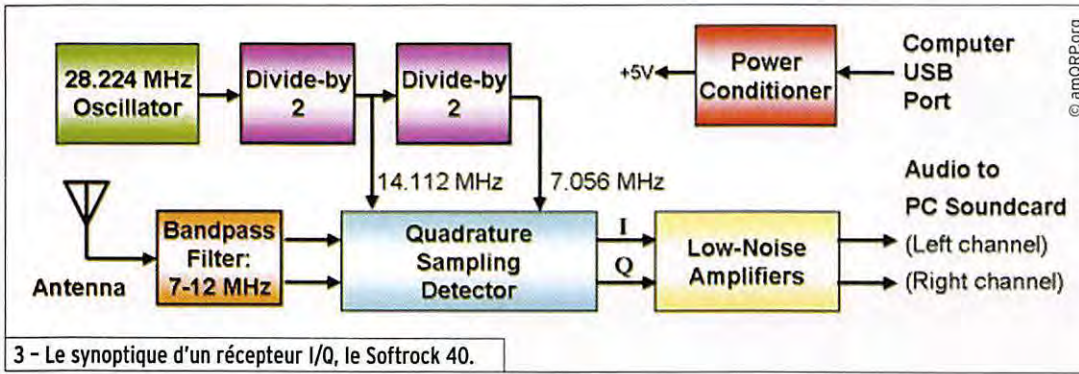 28.224 MHz
Oscillator
Divide-by
2
Divide-by
2
+5V
Power
Conditioner
Computer
USB
Port
© amQRP.org
14.112 MHz
7.056 MHz
Antenna
Bandpass
Filter:
7-12 MHz
Quadrature
Sampling
Detector
I
Q
Low-Noise
Amplifiers
Audio to
PC Soundcard
(Left channel)
(Right channel)
3 - Le synoptique d'un récepteur I/Q, le Softrock 40.